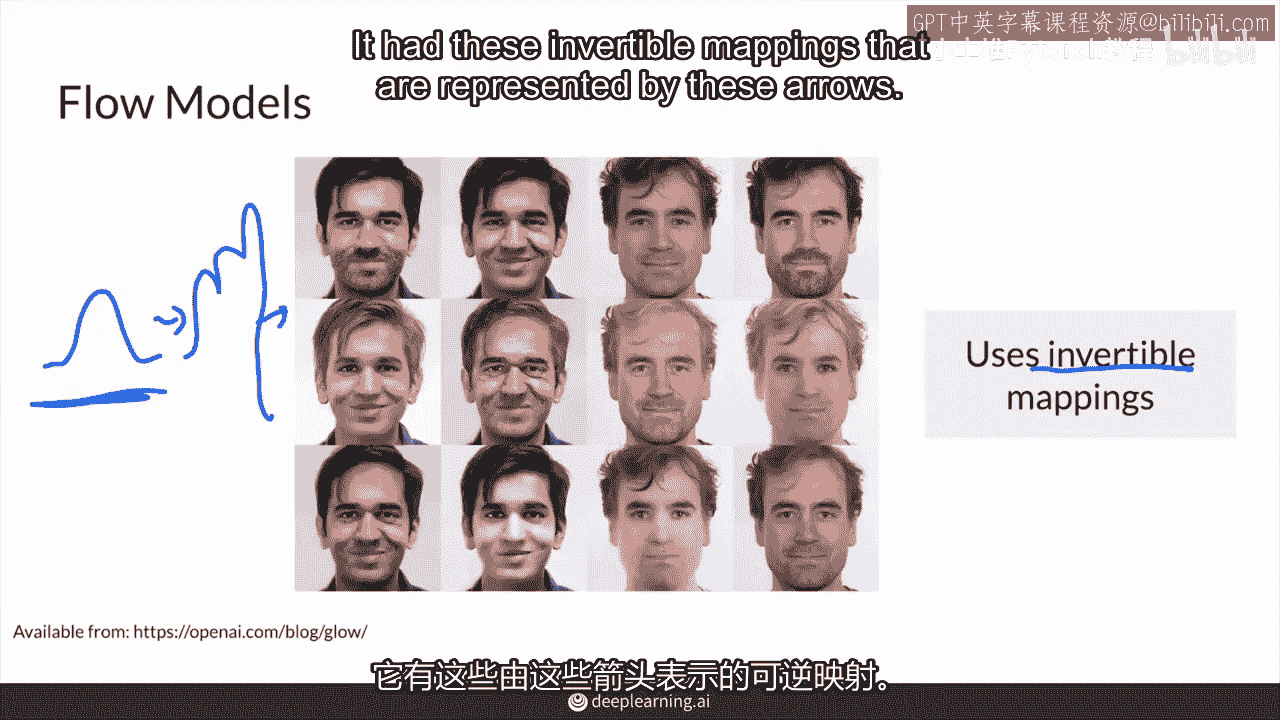 GPT中英字幕课程资源@bilibili.com
It had these invertible mappings that
are represented by these arrows.
Flow Models
Uses invertible
mappings
Available from: https://openai.com/blog/glow/
它有这些由这些箭头表示的可逆映射。
deeplearning.ai